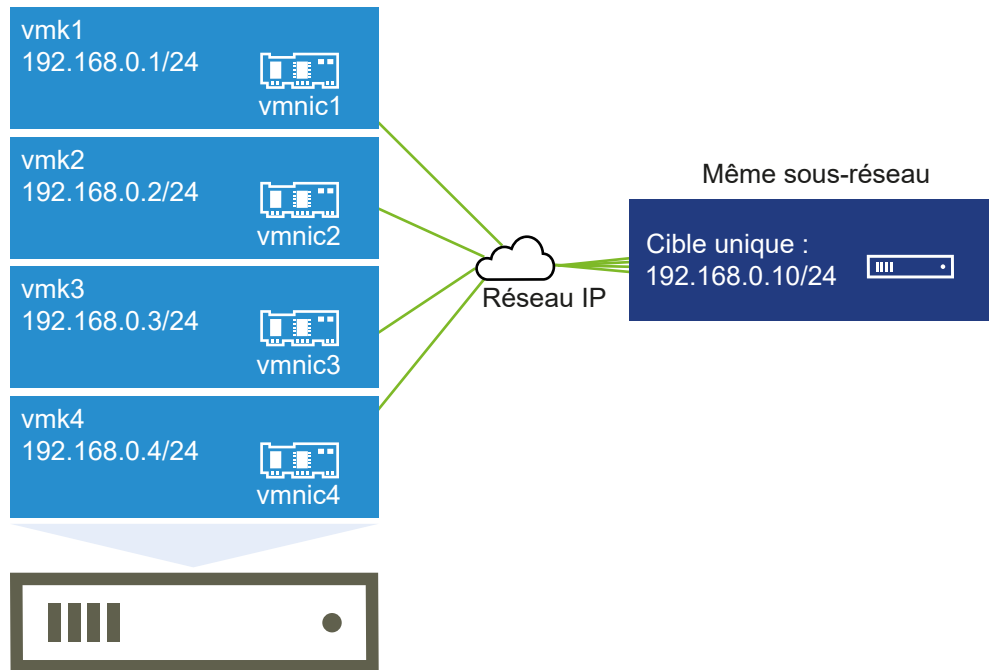 vmk1
192.168.0.1/24
vmnic1
vmk2
192.168.0.2/24
vmnic2
vmk3
192.168.0.3/24
vmnic3
vmk4
192.168.0.4/24
vmnic4
Réseau IP
Même sous-réseau
Cible unique :
192.168.0.10/24